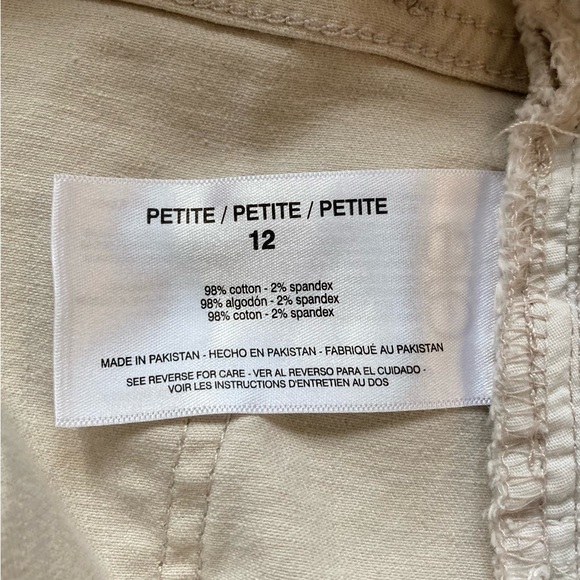 PETITE / PETITE / PETITE
12
98% cotton - 2% spandex
98% algodón - 2% spandex
98% coton - 2% spandex
MADE IN PAKISTAN - HECHO EN PAKISTAN - FABRIQUÉ AU PAKISTAN
SEE REVERSE FOR CARE - VER AL REVERSO PARA EL CUIDADO -
VOIR LES INSTRUCTIONS D'ENTRETIEN AU DOS